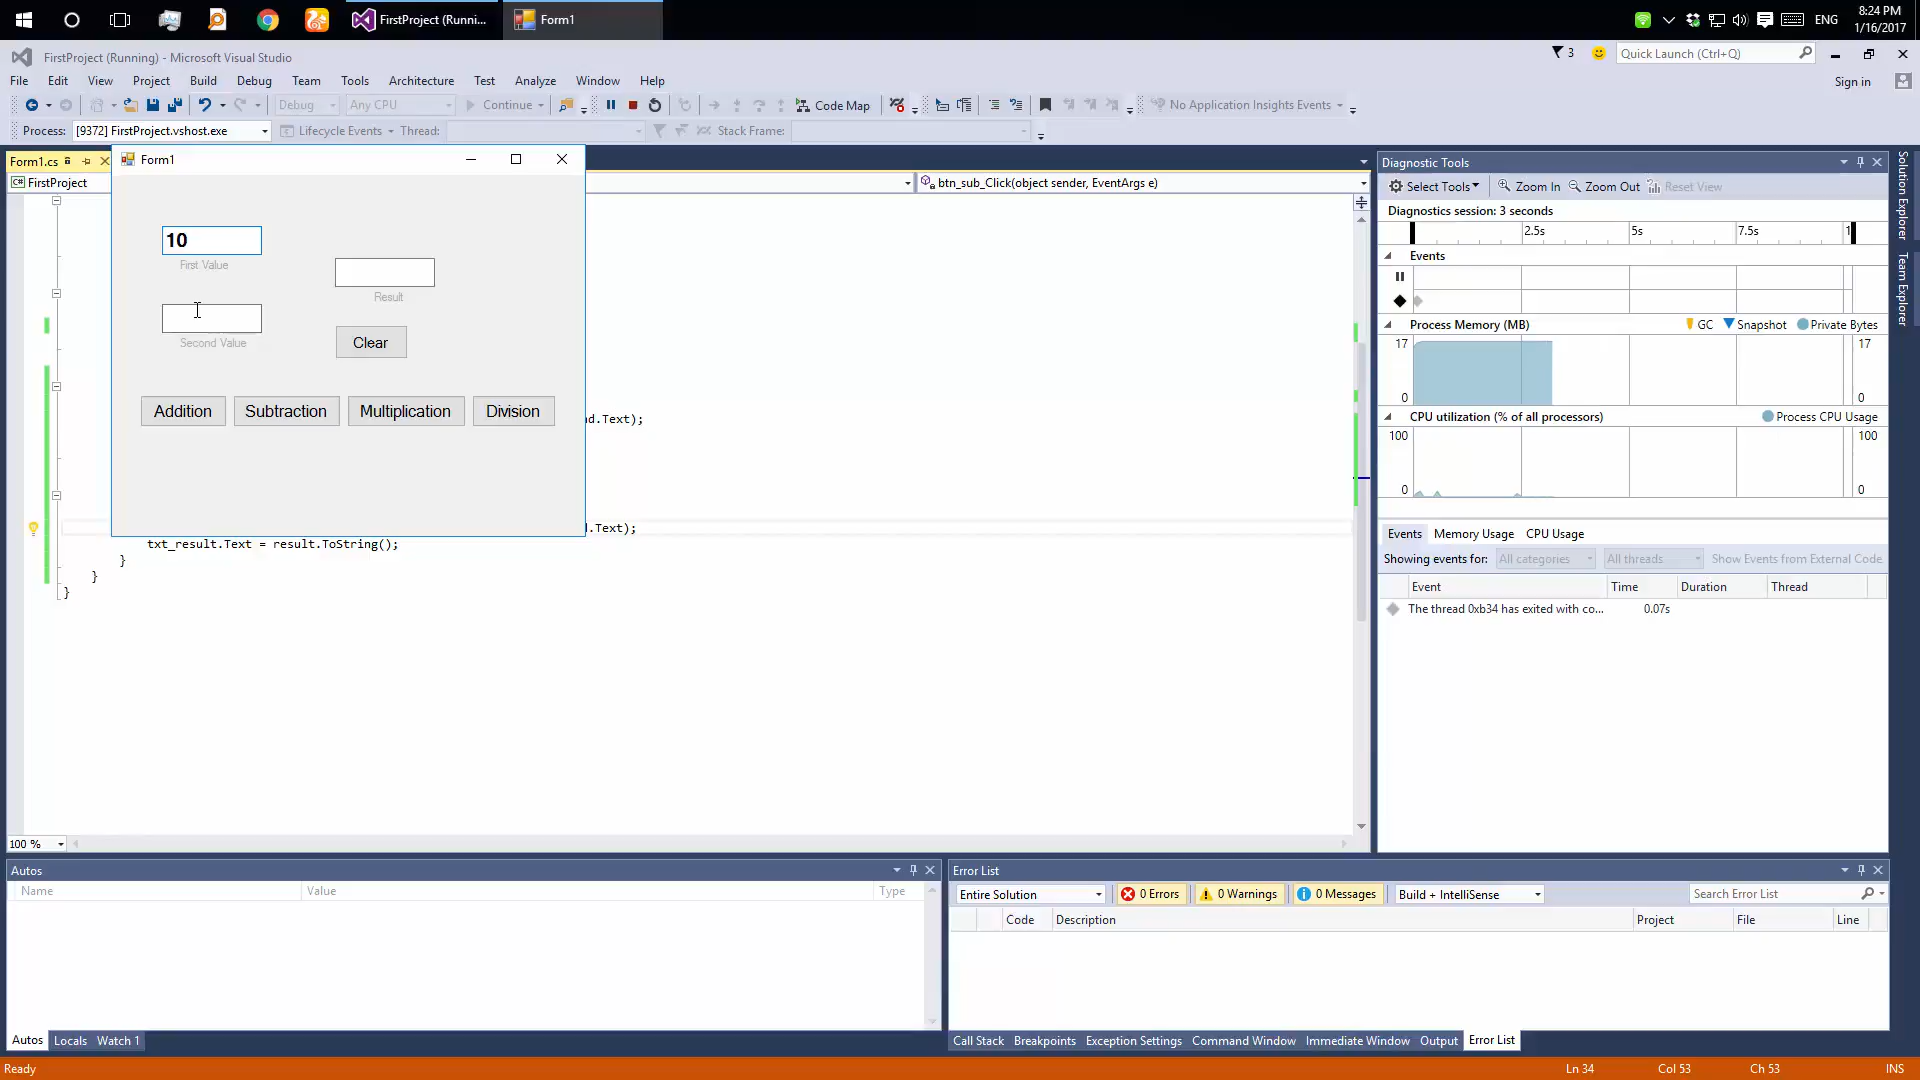 FirstProject (Runnin...
Form1
ENG
8:24 PM
1/16/2017
FirstProject (Running) - Microsoft Visual Studio
3
Quick Launch (Ctrl+Q)
File Edit View Project Build Debug Team Tools Architecture Test Analyze Window Help
Sign in
Debug Any CPU Continue Code Map No Application Insights Events
Process: [9372] FirstProject.vshost.exe Lifecycle Events Thread: Stack Frame:
Form1.cs
Form1
FirstProject
btn_sub_Click(object sender, EventArgs e)
10
First Value
Result
Second Value
Clear
Addition Subtraction Multiplication Division
d.Text);
.Text);
txt_result.Text = result.ToString();
}
}
}
100 %
Diagnostic Tools
Select Tools Zoom In Zoom Out Reset View
Diagnostics session: 3 seconds
2.5s 5s 7.5s 1
Events
Process Memory (MB) GC Snapshot Private Bytes
17 17
0 0
CPU utilization (% of all processors) Process CPU Usage
100 100
0 0
Events Memory Usage CPU Usage
Showing events for: All categories All threads Show Events from External Code
Event Time Duration Thread
The thread 0xb34 has exited with co... 0.07s
Solution Explorer
Team Explorer
Autos
Name Value Type
Autos Locals Watch 1
Error List
Entire Solution 0 Errors 0 Warnings 0 Messages Build + IntelliSense Search Error List
Code Description Project File Line
Call Stack Breakpoints Exception Settings Command Window Immediate Window Output Error List
Ready Ln 34 Col 53 Ch 53 INS